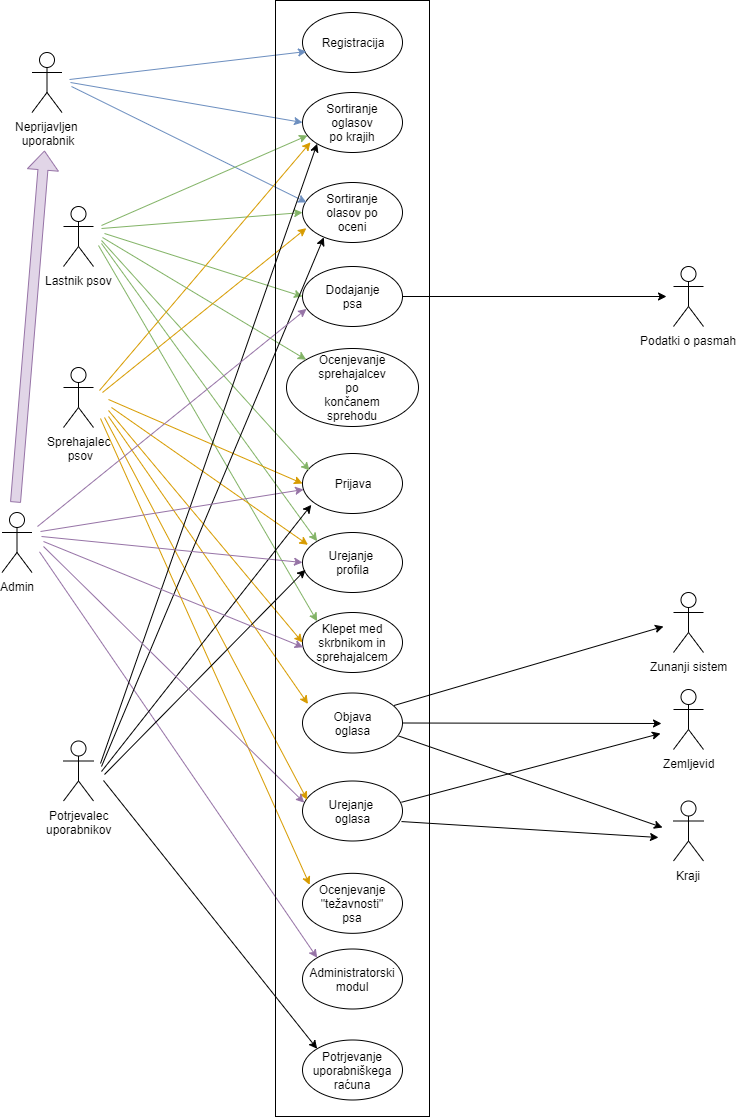 Registracija
Neprijavljen
uporabnik
Sortiranje
oglasov
po krajih
Sortiranje
olasov po
oceni
Lastnik psov
Dodajanje
psa
Podatki o pasmah
Ocenjevanje
sprehajalcev
po
končanem
sprehodu
Sprehajalec
psov
Prijava
Admin
Urejanje
profila
Klepet med
skrbnikom in
sprehajalcem
Zunanji sistem
Objava
oglasa
Zemljevid
Potrjevalec
uporabnikov
Urejanje
oglasa
Kraji
Ocenjevanje
"težavnosti"
psa
Administratorski
modul
Potrjevanje
uporabniškega
raćuna